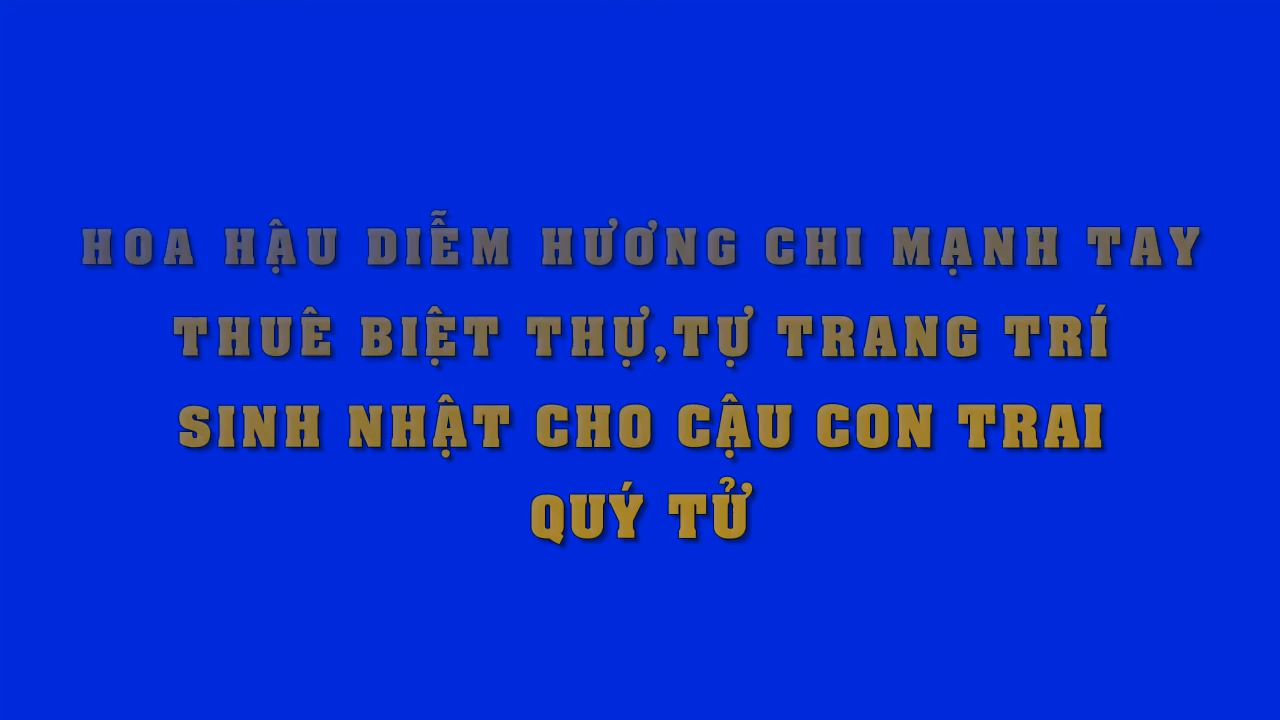 HOA HẬU DIỄM HƯƠNG CHI MẠNH TAY
THUÊ BIỆT THỰ,TỰ TRANG TRÍ
SINH NHẬT CHO CẬU CON TRAI
QUÝ TỬ